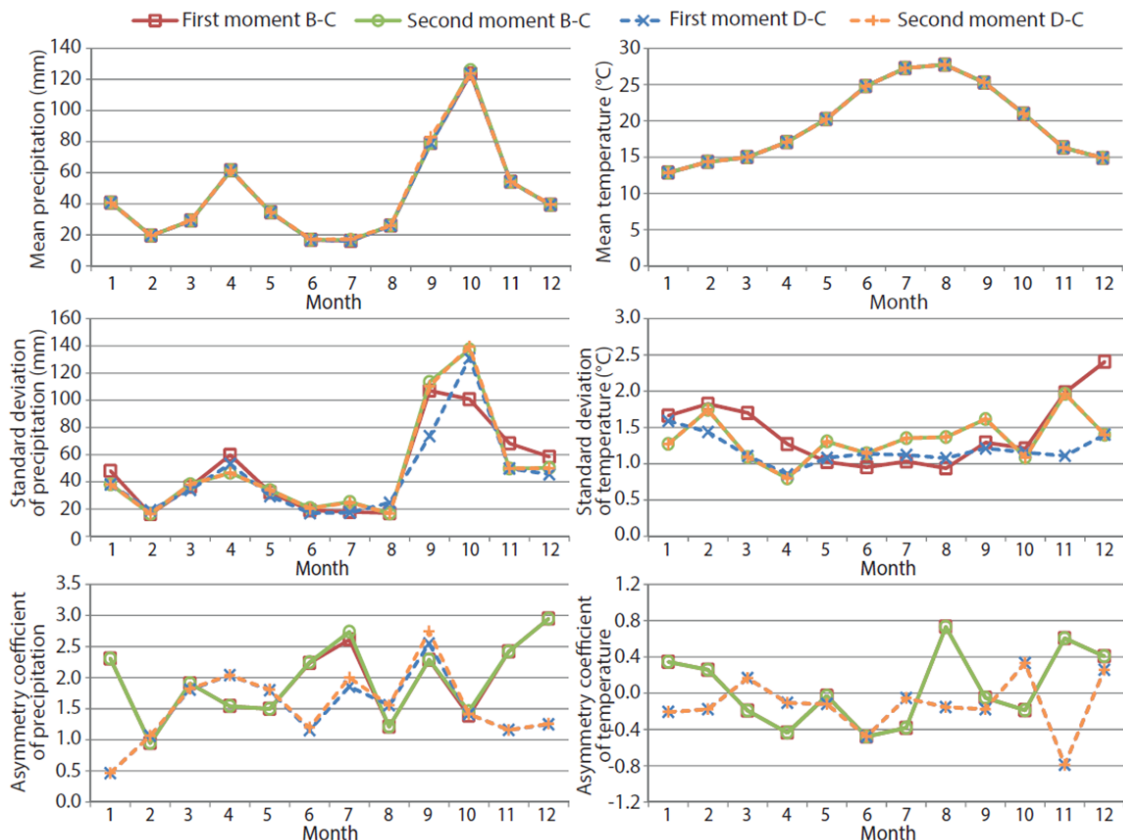 First moment B-C Second moment B-C First moment D-C Second moment D-C
Mean precipitation (mm)
140
120
100
80
60
40
20
0
1 2 3 4 5 6 7 8 9 10 11 12
Month
Mean temperature (°C)
30
25
20
15
10
5
0
1 2 3 4 5 6 7 8 9 10 11 12
Month
Standard deviation
of precipitation (mm)
160
140
120
100
80
60
40
20
0
1 2 3 4 5 6 7 8 9 10 11 12
Month
Standard deviation
of temperature (°C)
3.0
2.5
2.0
1.5
1.0
0.5
0.0
1 2 3 4 5 6 7 8 9 10 11 12
Month
Asymmetry coefficient
of precipitation
3.5
3.0
2.5
2.0
1.5
1.0
0.5
0.0
1 2 3 4 5 6 7 8 9 10 11 12
Month
Asymmetry coefficient
of temperature
1.2
0.8
0.4
0.0
-0.4
-0.8
-1.2
1 2 3 4 5 6 7 8 9 10 11 12
Month